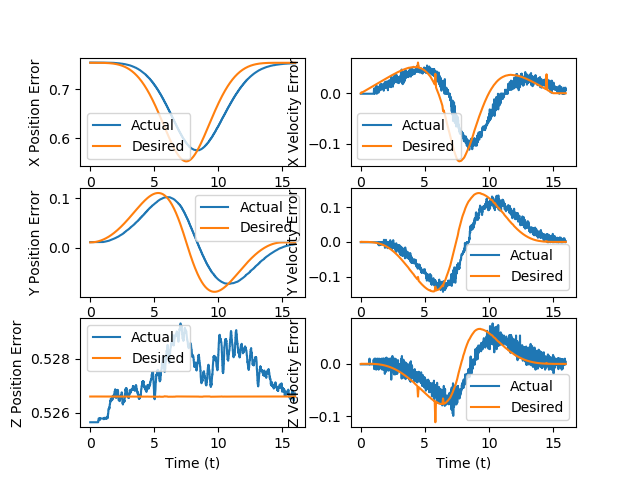 X Position Error
0.7
0.6
Actual
Desired
0
5
10
15
X Velocity Error
0.0
−0.1
Actual
Desired
0
5
10
15
Y Position Error
0.1
0.0
Actual
Desired
0
5
10
15
Y Velocity Error
0.1
0.0
−0.1
Actual
Desired
0
5
10
15
Z Position Error
0.528
0.526
Actual
Desired
0
5
10
15
Time (t)
Z Velocity Error
0.0
−0.1
Actual
Desired
0
5
10
15
Time (t)